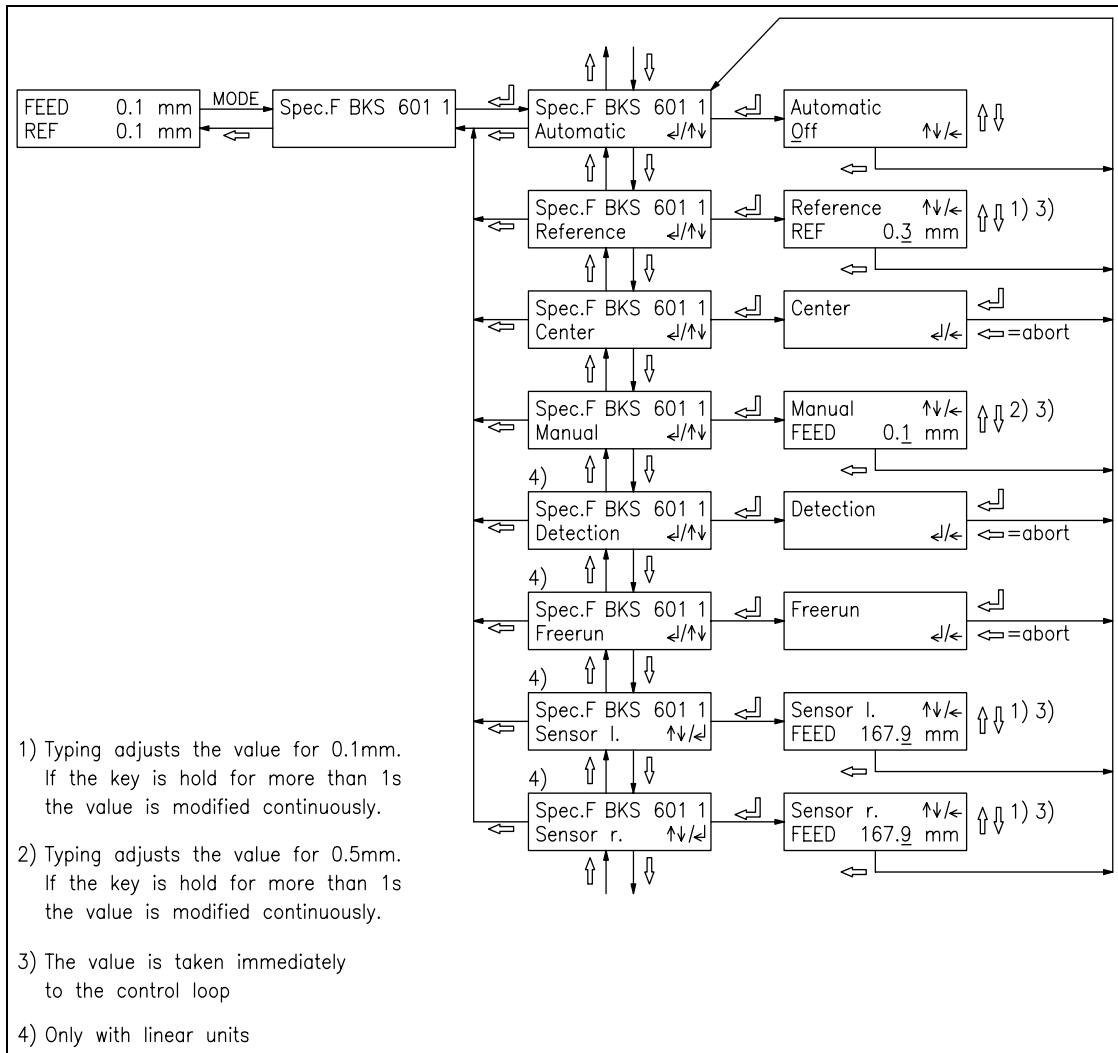 FEED 0.1 mm
REF 0.1 mm
MODE
⇦
Spec.F BKS 601 1
⇧ ⇩
Spec.F BKS 601 1
Automatic ↲/↑↓
Automatic
Off ↑↓/←
⇧⇩
⇦
⇧ ⇩
Spec.F BKS 601 1
Reference ↲/↑↓
Reference ↑↓/←
REF 0.3 mm
⇧⇩ 1) 3)
⇦
⇧ ⇩
Spec.F BKS 601 1
Center ↲/↑↓
Center
↲/←
⇦=abort
⇧ ⇩
Spec.F BKS 601 1
Manual ↲/↑↓
Manual ↑↓/←
FEED 0.1 mm
⇧⇩ 2) 3)
⇦
4)
⇧ ⇩
Spec.F BKS 601 1
Detection ↲/↑↓
Detection
↲/←
⇦=abort
4)
⇧ ⇩
Spec.F BKS 601 1
Freerun ↲/↑↓
Freerun
↲/←
⇦=abort
4)
⇧ ⇩
Spec.F BKS 601 1
Sensor l. ↑↓/↲
Sensor l. ↑↓/←
FEED 167.9 mm
⇧⇩ 1) 3)
⇦
4)
⇧ ⇩
Spec.F BKS 601 1
Sensor r. ↑↓/↲
Sensor r. ↑↓/←
FEED 167.9 mm
⇧⇩ 1) 3)
⇦
⇧ ⇩
1) Typing adjusts the value for 0.1mm.
If the key is hold for more than 1s
the value is modified continuously.
2) Typing adjusts the value for 0.5mm.
If the key is hold for more than 1s
the value is modified continuously.
3) The value is taken immediately
to the control loop
4) Only with linear units